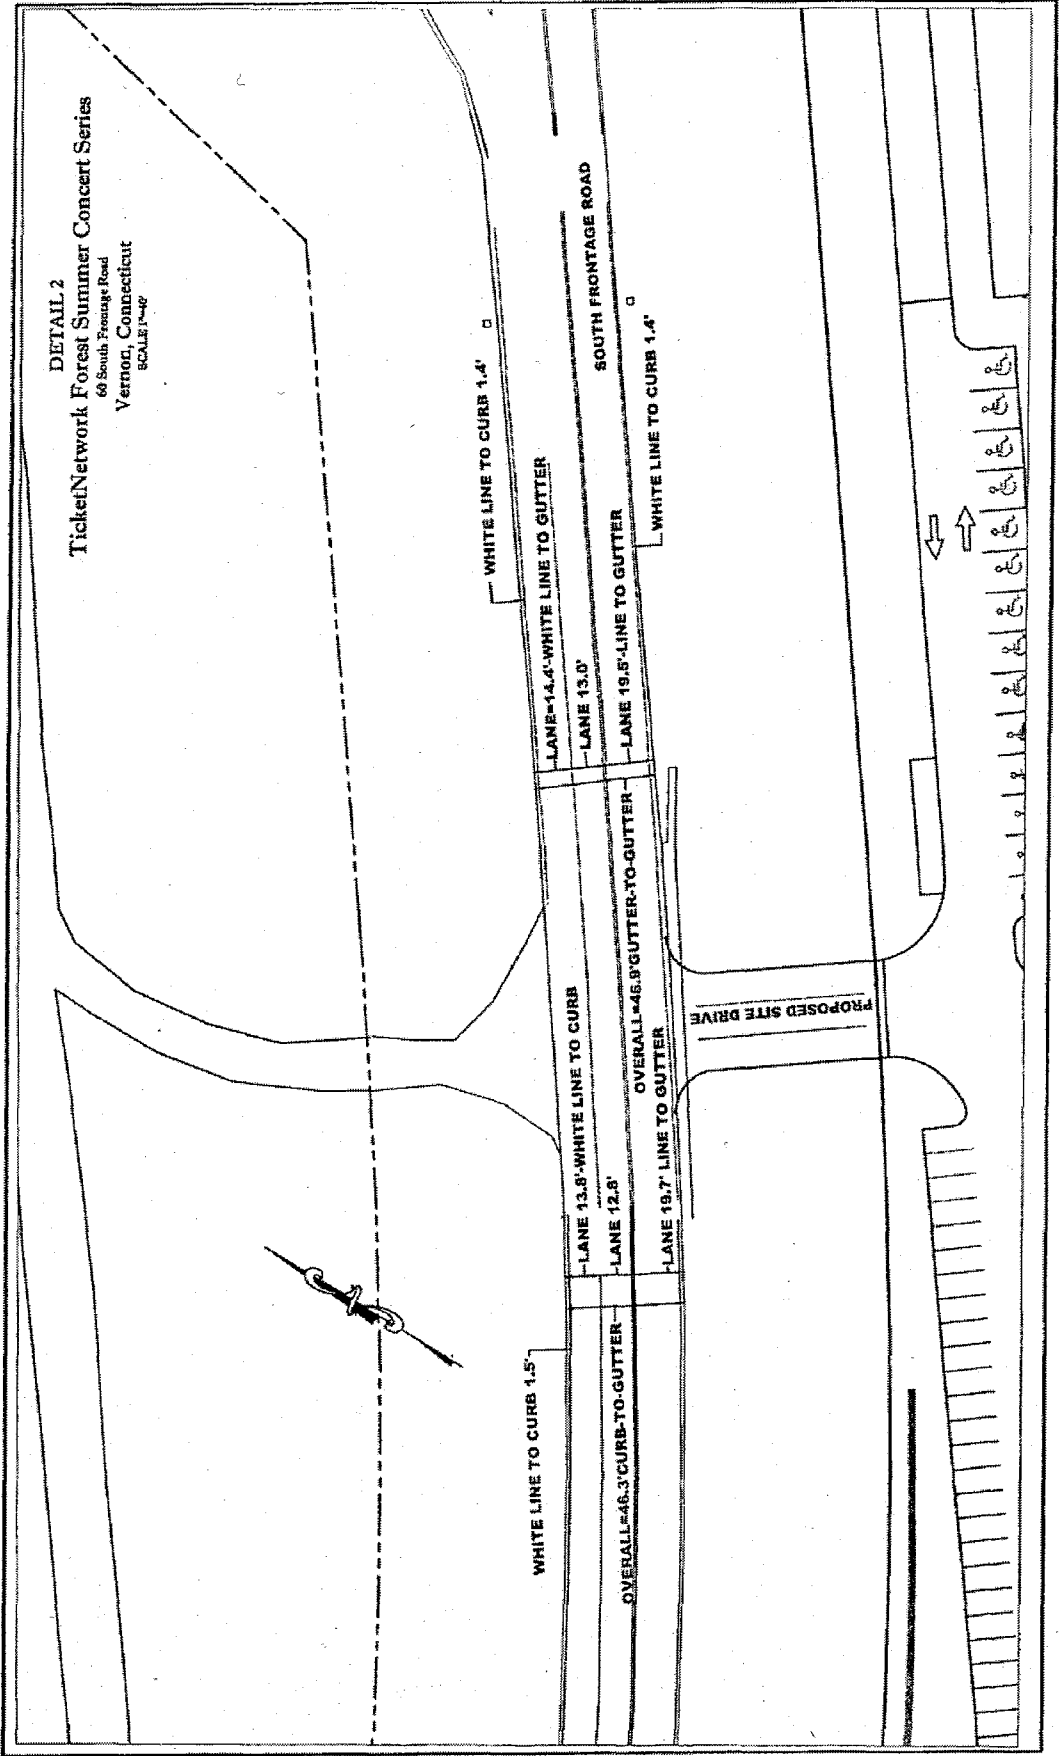 DETAIL 2
TicketNetwork Forest Summer Concert Series
60 South Frontage Road
Vernon, Connecticut
SCALE 1"=40'
WHITE LINE TO CURB 1.4'
LANE=14.4'-WHITE LINE TO GUTTER
LANE 13.0'
SOUTH FRONTAGE ROAD
LANE 19.5'-LINE TO GUTTER
WHITE LINE TO CURB 1.4'
WHITE LINE TO CURB 1.5'
LANE 13.8'-WHITE LINE TO CURB
LANE 12.8'
OVERALL=46.3'CURB-TO-GUTTER
OVERALL=46.9'GUTTER-TO-GUTTER
LANE 19.7' LINE TO GUTTER
PROPOSED SITE DRIVE